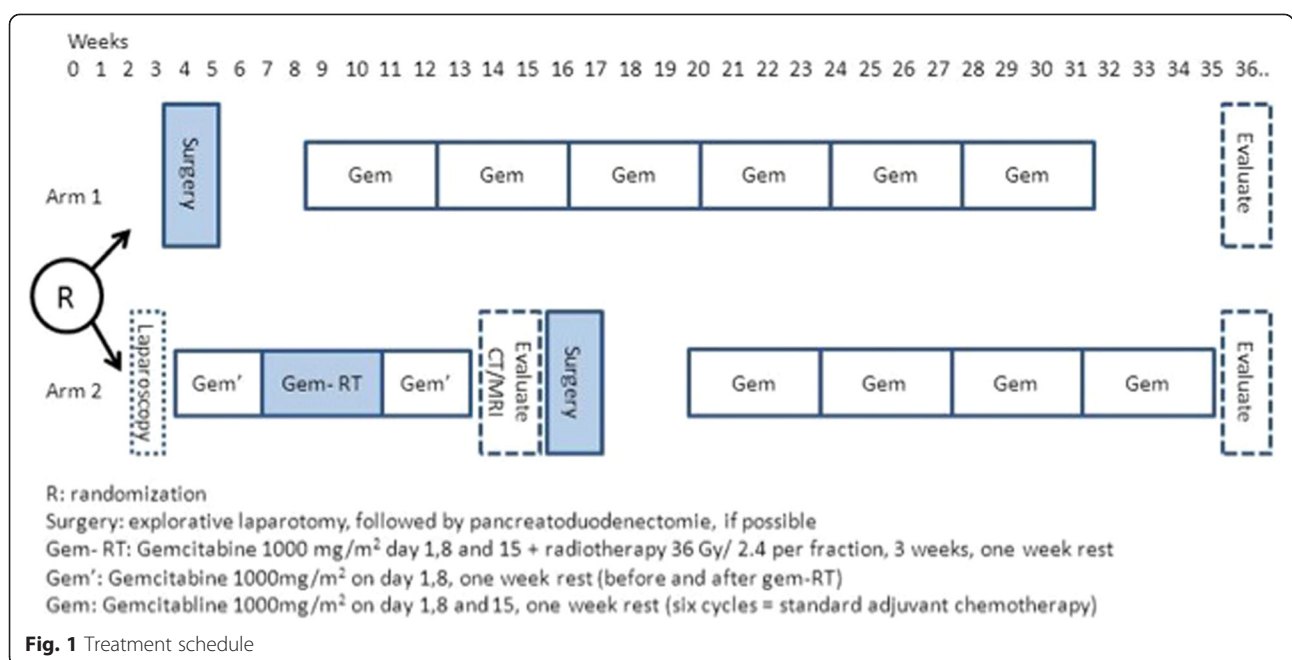 Weeks
0 1 2 3 4 5 6 7 8 9 10 11 12 13 14 15 16 17 18 19 20 21 22 23 24 25 26 27 28 29 30 31 32 33 34 35 36..
Surgery
Gem Gem Gem Gem Gem Gem
Evaluate
Arm 1
R
Laparoscopy
Gem’ Gem- RT Gem’
Evaluate
CT/MRI
Surgery
Gem Gem Gem Gem
Evaluate
Arm 2
R: randomization
Surgery: explorative laparotomy, followed by pancreatoduodenectomie, if possible
Gem- RT: Gemcitabine 1000 mg/m² day 1,8 and 15 + radiotherapy 36 Gy/ 2.4 per fraction, 3 weeks, one week rest
Gem’: Gemcitabine 1000mg/m² on day 1,8, one week rest (before and after gem-RT)
Gem: Gemcitabline 1000mg/m² on day 1,8 and 15, one week rest (six cycles = standard adjuvant chemotherapy)
Fig. 1 Treatment schedule